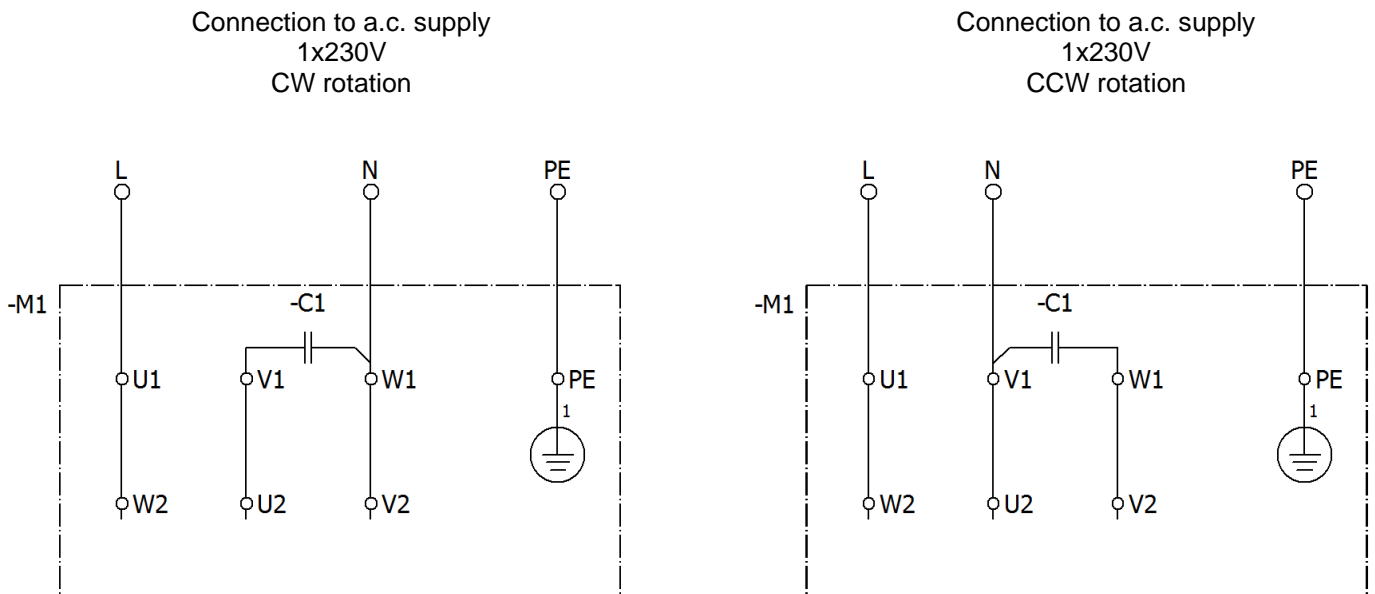 Connection to a.c. supply
1x230V
CW rotation
L N PE
-M1
-C1
U1 V1 W1 PE
1
W2 U2 V2
Connection to a.c. supply
1x230V
CCW rotation
L N PE
-M1
-C1
U1 V1 W1 PE
1
W2 U2 V2